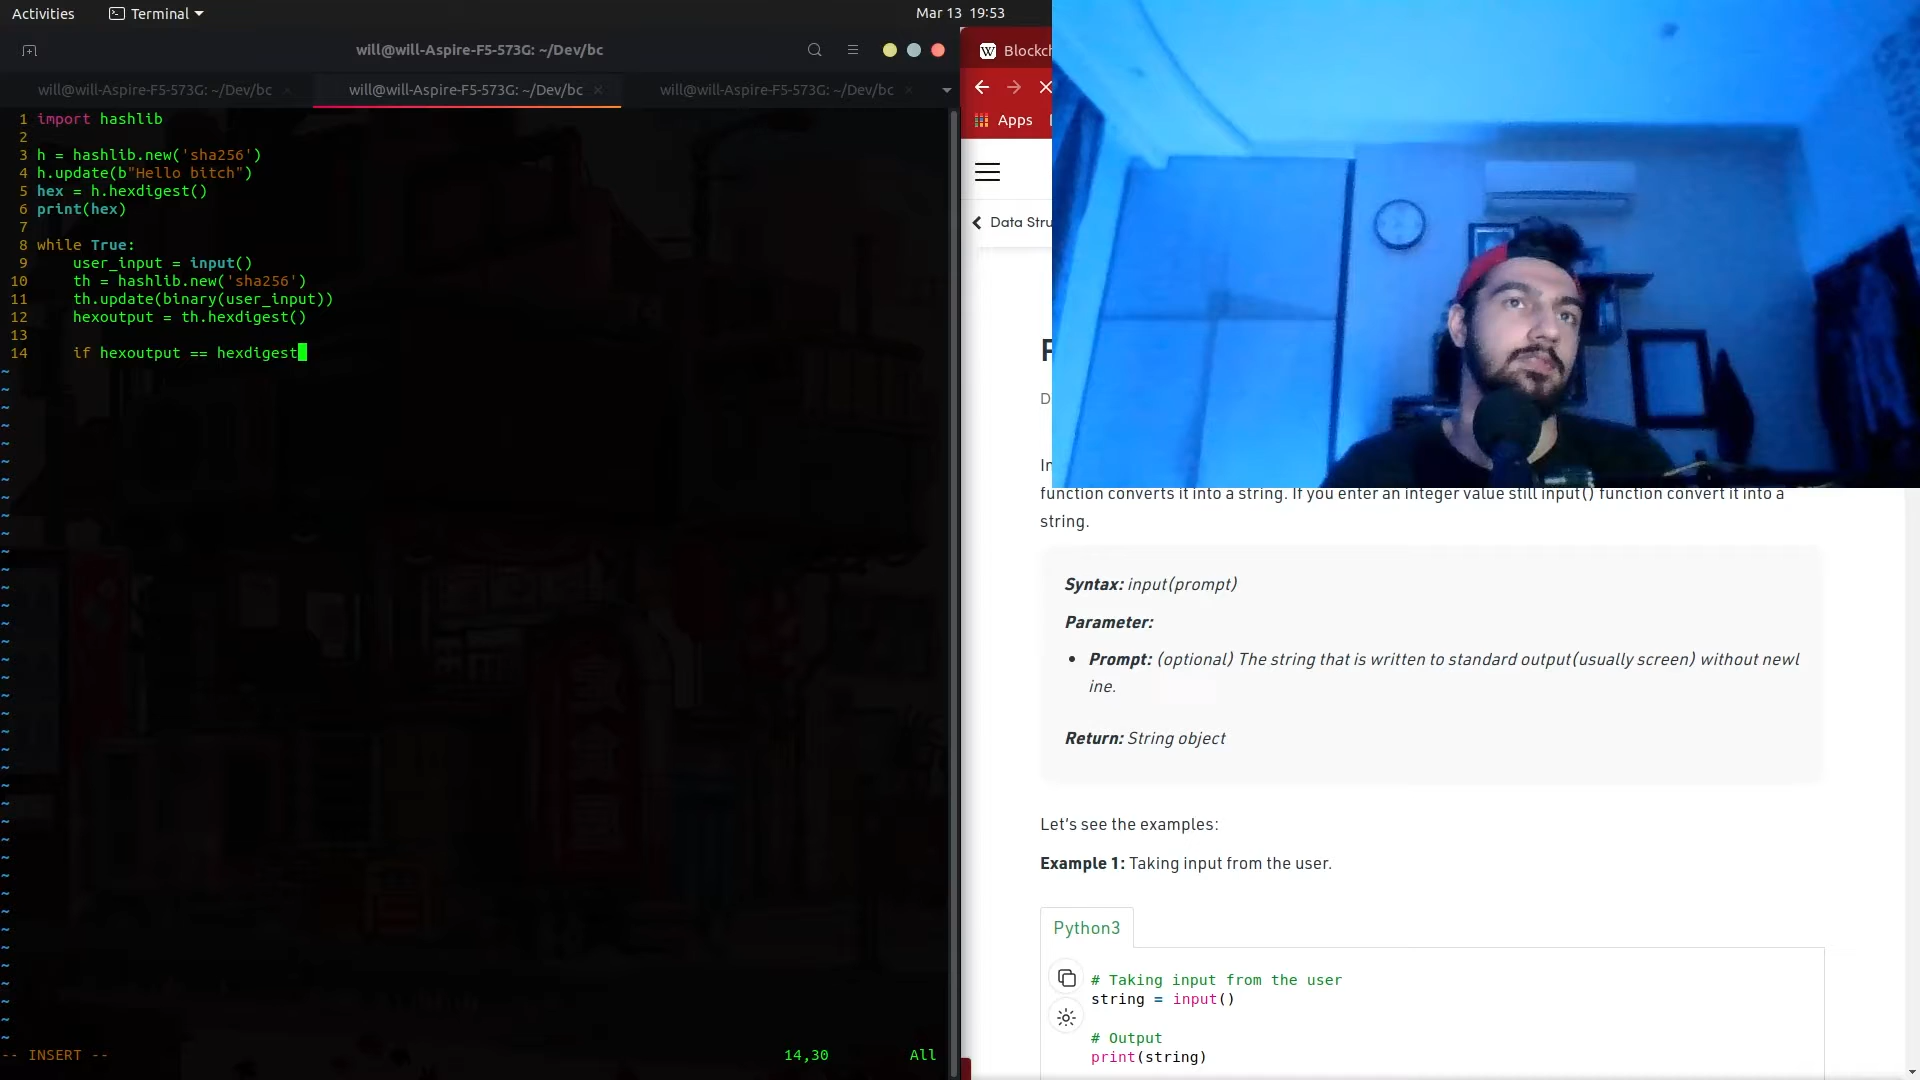 Activities
Terminal
Mar 13 19:53
will@will-Aspire-F5-573G: ~/Dev/bc
will@will-Aspire-F5-573G: ~/Dev/bc
will@will-Aspire-F5-573G: ~/Dev/bc
will@will-Aspire-F5-573G: ~/Dev/bc
1 import hashlib
2
3 h = hashlib.new('sha256')
4 h.update(b"Hello bitch")
5 hex = h.hexdigest()
6 print(hex)
7
8 while True:
9     user_input = input()
10     th = hashlib.new('sha256')
11     th.update(binary(user_input))
12     hexoutput = th.hexdigest()
13
14     if hexoutput == hexdigest
~
-- INSERT --
14,30
All
Blockch
Apps
Data Stru
function converts it into a string. If you enter an integer value still input() function convert it into a
string.
Syntax: input(prompt)
Parameter:
• Prompt: (optional) The string that is written to standard output(usually screen) without newl
ine.
Return: String object
Let's see the examples:
Example 1: Taking input from the user.
Python3
# Taking input from the user
string = input()
# Output
print(string)